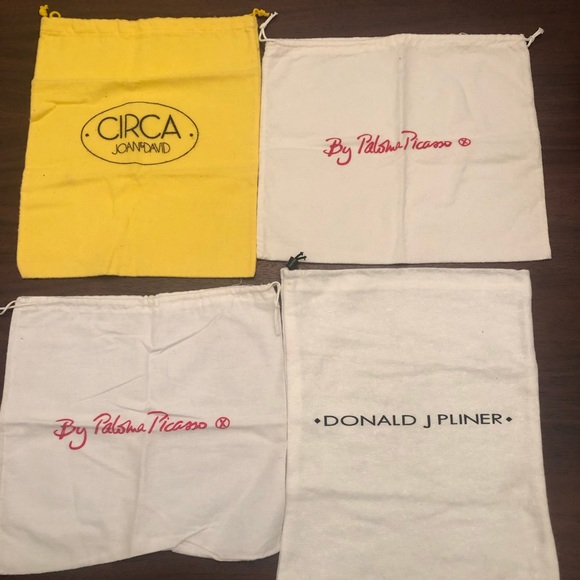 • CIRCA •
JOAN & DAVID
By Paloma Picasso
By Paloma Picasso
♦DONALD J PLINER♦